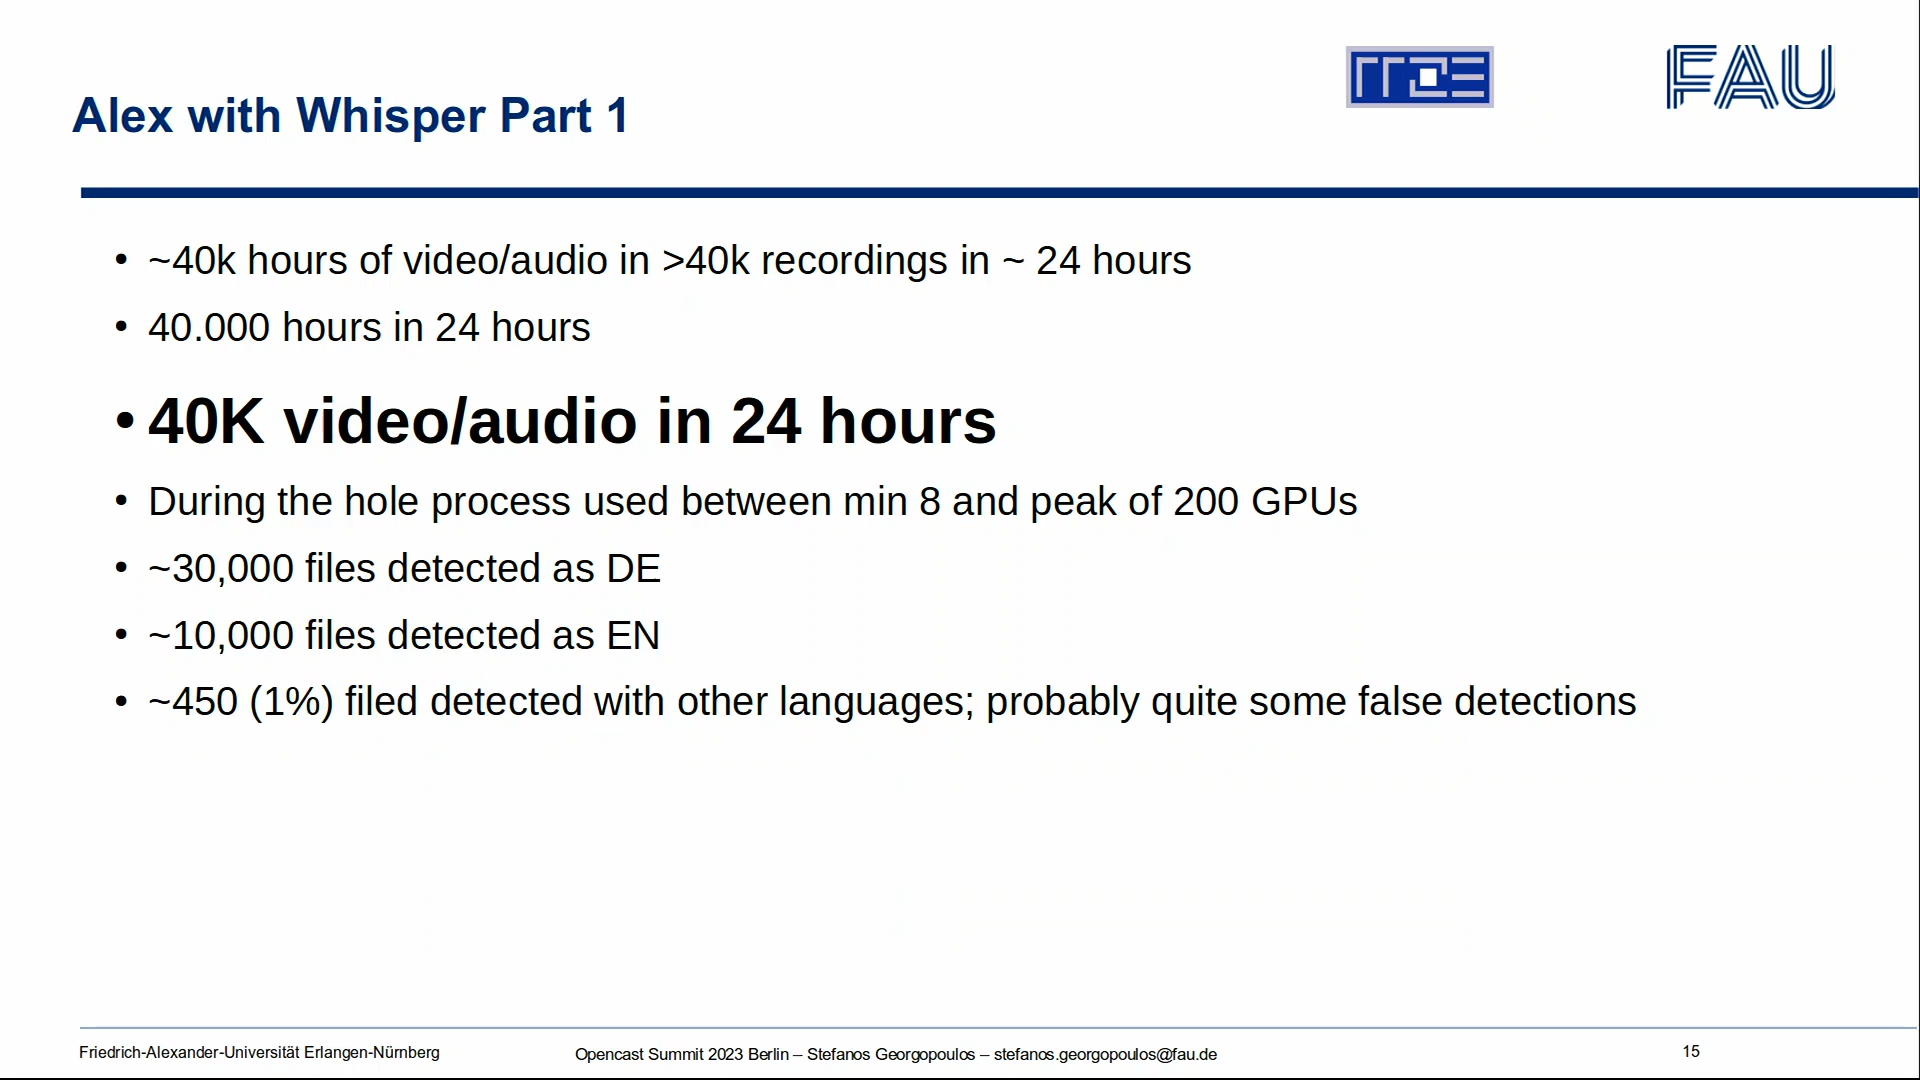 Alex with Whisper Part 1
FAU
• ~40k hours of video/audio in >40k recordings in ~ 24 hours
• 40.000 hours in 24 hours
• 40K video/audio in 24 hours
• During the hole process used between min 8 and peak of 200 GPUs
• ~30,000 files detected as DE
• ~10,000 files detected as EN
• ~450 (1%) filed detected with other languages; probably quite some false detections
Friedrich-Alexander-Universität Erlangen-Nürnberg
Opencast Summit 2023 Berlin – Stefanos Georgopoulos – stefanos.georgopoulos@fau.de
15